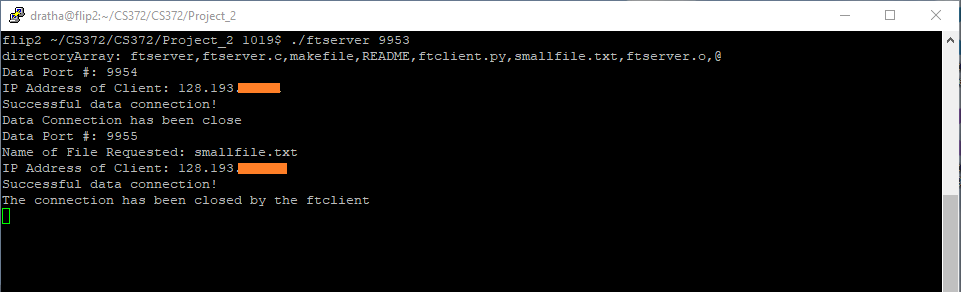 dratha@flip2:~/CS372/CS372/Project_2
flip2 ~/CS372/CS372/Project_2 1019$ ./ftserver 9953
directoryArray: ftserver,ftserver.c,makefile,README,ftclient.py,smallfile.txt,ftserver.o,@
Data Port #: 9954
IP Address of Client: 128.193.
Successful data connection!
Data Connection has been close
Data Port #: 9955
Name of File Requested: smallfile.txt
IP Address of Client: 128.193.
Successful data connection!
The connection has been closed by the ftclient